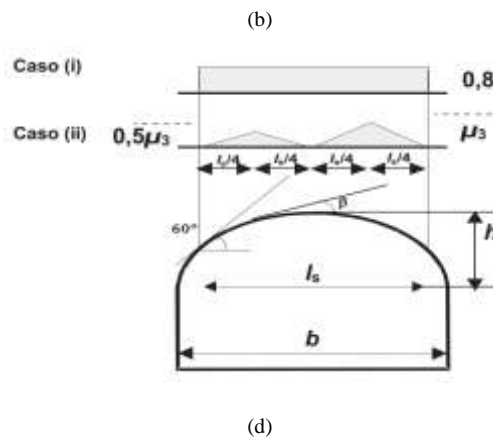 (b)
Caso (i)
0,8
Caso (ii) 0,5μ₃ μ₃
lₛ/4 lₛ/4 lₛ/4 lₛ/4
β
60°
h
lₛ
b
(d)